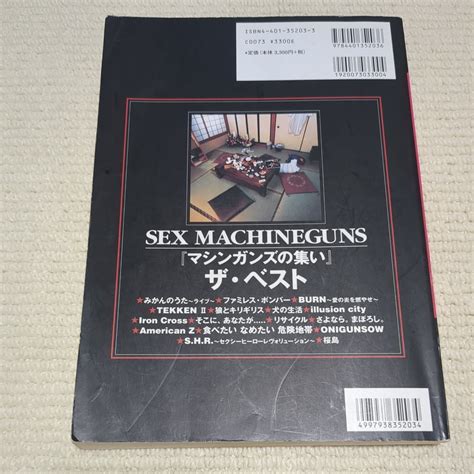 ISBN4-401-35203-3
C0073 ¥3300E
●定価(本体 3,300円+税)
9784401352036
1920073033004
SEX MACHINEGUNS
『マシンガンズの集い』
ザ・ベスト
★みかんのうた〜ライブ〜★ファミレス・ボンバー★BURN〜愛の炎を燃やせ〜
★TEKKEN II★狼とキリギリス★犬の生活★illusion city
★Iron Cross★そこに、あなたが.....★リサイクル★さよなら。まぼろし。
★American Z★食べたい なめたい 危険地帯★ONIGUNSOW
★S.H.R.〜セクシーヒーローレヴォリューション〜★桜島
4997938352034